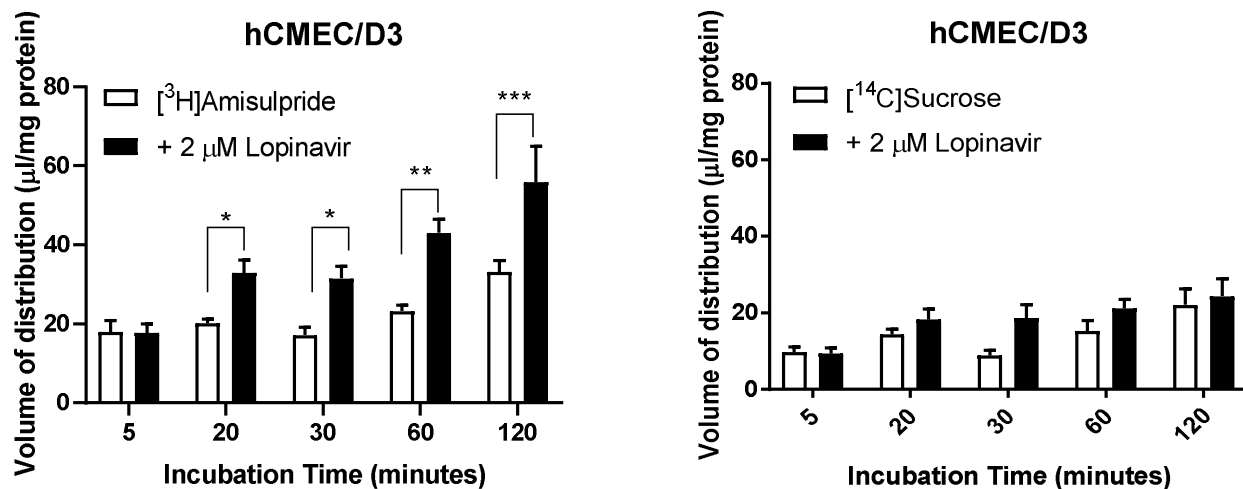 hCMEC/D3
[³H]Amisulpride
+ 2 μM Lopinavir
Volume of distribution (μl/mg protein)
80
60
40
20
0
*
*
**
***
5 20 30 60 120
Incubation Time (minutes)
hCMEC/D3
[¹⁴C]Sucrose
+ 2 μM Lopinavir
Volume of distribution (μl/mg protein)
80
60
40
20
0
5 20 30 60 120
Incubation Time (minutes)